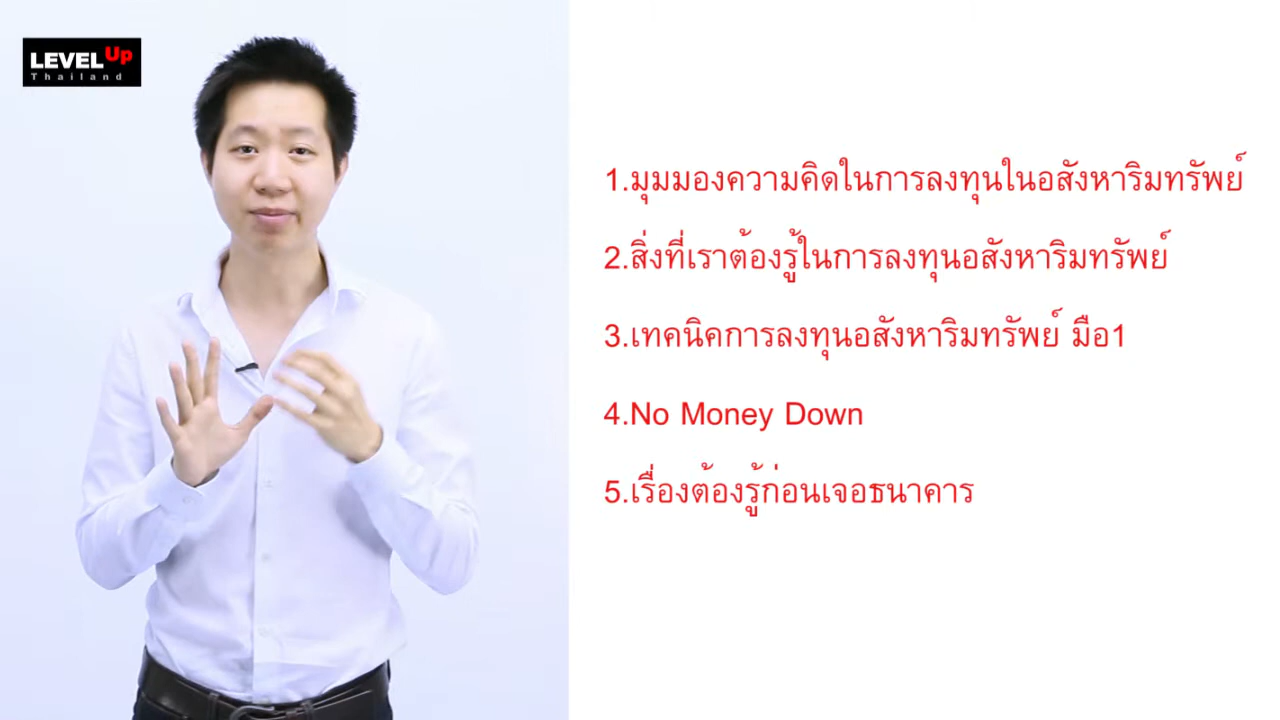 LEVEL Up
Thailand
1.มุมมองความคิดในการลงทุนในอสังหาริมทรัพย์
2.สิ่งที่เราต้องรู้ในการลงทุนอสังหาริมทรัพย์
3.เทคนิคการลงทุนอสังหาริมทรัพย์ มือ1
4.No Money Down
5.เรื่องต้องรู้ก่อนเจอธนาคาร